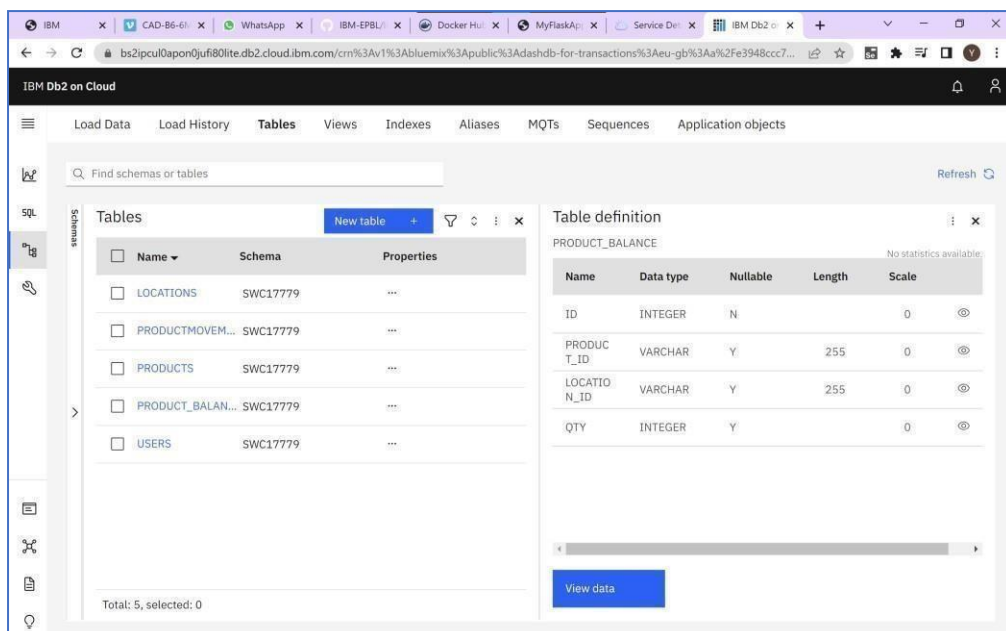 IBM
CAD-B6-6
WhatsApp
IBM-EPBL/
Docker Hu
MyFlaskAp
Service De
IBM Db2 o
bs2ipcul0apon0jufi80lite.db2.cloud.ibm.com/crn%3Av1%3Abluemix%3Apublic%3Adashdb-for-transactions%3Aeu-gb%3Aa%2Fe3948ccc7...
IBM Db2 on Cloud
Load Data Load History Tables Views Indexes Aliases MQTs Sequences Application objects
Find schemas or tables
Refresh
SQL
Schemas
Tables
New table +
Name Schema Properties
LOCATIONS SWC17779 ...
PRODUCTMOVEM... SWC17779 ...
PRODUCTS SWC17779 ...
PRODUCT_BALAN... SWC17779 ...
USERS SWC17779 ...
Total: 5, selected: 0
Table definition
PRODUCT_BALANCE
No statistics available.
Name Data type Nullable Length Scale
ID INTEGER N 0
PRODUC
T_ID VARCHAR Y 255 0
LOCATIO
N_ID VARCHAR Y 255 0
QTY INTEGER Y 0
View data